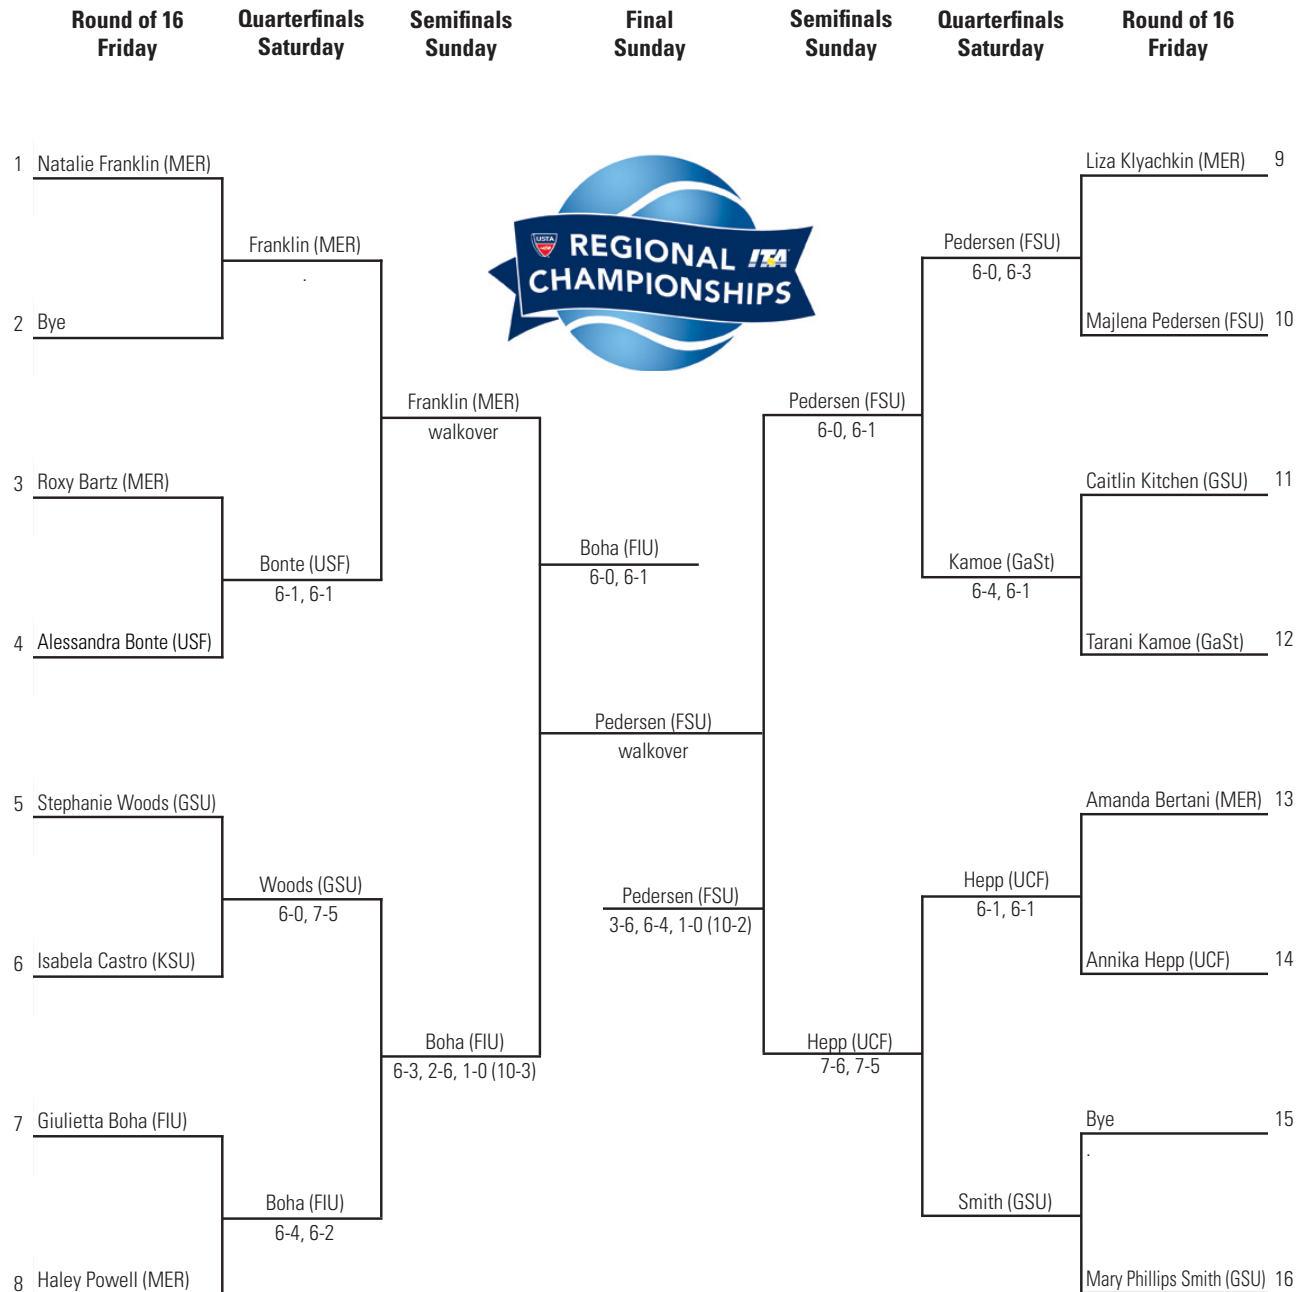 Round of 16
Friday
Quarterfinals
Saturday
Semifinals
Sunday
Final
Sunday
Semifinals
Sunday
Quarterfinals
Saturday
Round of 16
Friday
1 Natalie Franklin (MER)
Franklin (MER)
.
2 Bye
Franklin (MER)
walkover
3 Roxy Bartz (MER)
Bonte (USF)
6-1, 6-1
4 Alessandra Bonte (USF)
5 Stephanie Woods (GSU)
Woods (GSU)
6-0, 7-5
6 Isabela Castro (KSU)
Boha (FIU)
6-3, 2-6, 1-0 (10-3)
7 Giulietta Boha (FIU)
Boha (FIU)
6-4, 6-2
8 Haley Powell (MER)
USTA
REGIONAL ITA
CHAMPIONSHIPS
Boha (FIU)
6-0, 6-1
Pedersen (FSU)
walkover
Pedersen (FSU)
3-6, 6-4, 1-0 (10-2)
Liza Klyachkin (MER) 9
Pedersen (FSU)
6-0, 6-3
Majlena Pedersen (FSU) 10
Pedersen (FSU)
6-0, 6-1
Caitlin Kitchen (GSU) 11
Kamoe (GaSt)
6-4, 6-1
Tarani Kamoe (GaSt) 12
Amanda Bertani (MER) 13
Hepp (UCF)
6-1, 6-1
Annika Hepp (UCF) 14
Hepp (UCF)
7-6, 7-5
Bye 15
.
Smith (GSU)
Mary Phillips Smith (GSU) 16